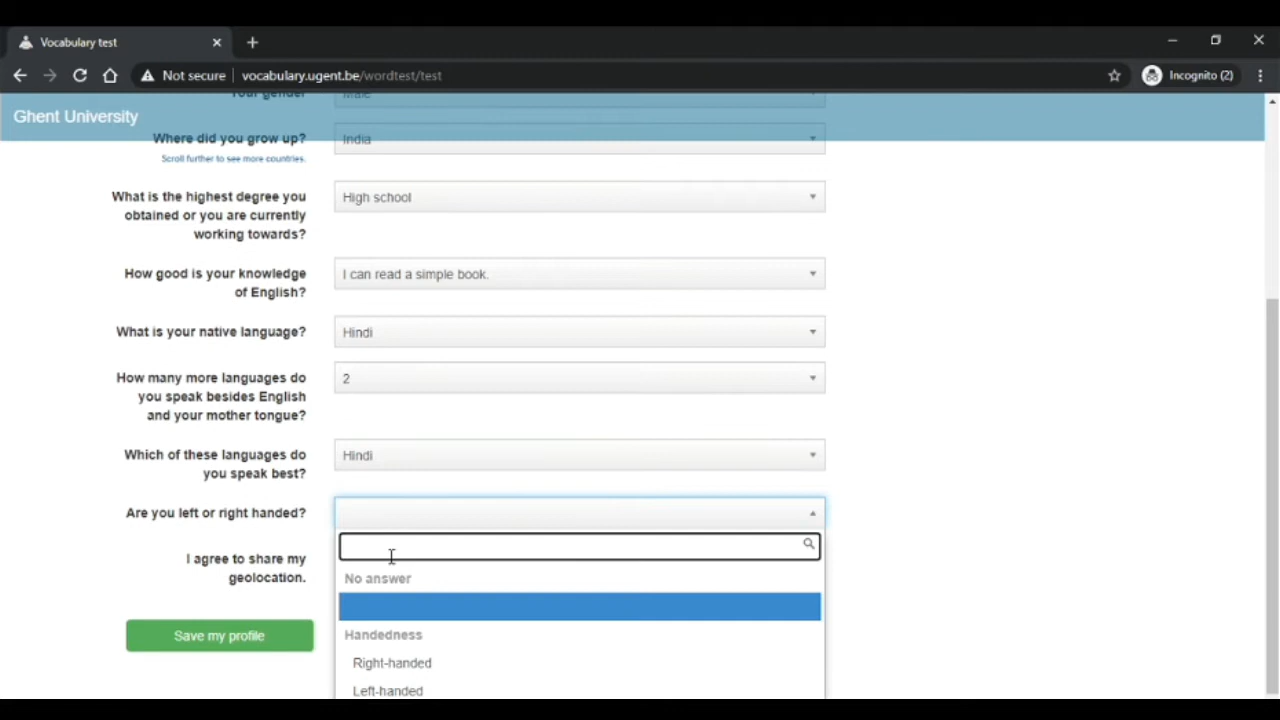 Vocabulary test
Not secure vocabulary.ugent.be/wordtest/test Incognito (2)
Your gender Male
Ghent University
Where did you grow up? India
Scroll further to see more countries.
What is the highest degree you High school
obtained or you are currently
working towards?
How good is your knowledge I can read a simple book.
of English?
What is your native language? Hindi
How many more languages do 2
you speak besides English
and your mother tongue?
Which of these languages do Hindi
you speak best?
Are you left or right handed?
I agree to share my
geolocation.
No answer
Save my profile
Handedness
Right-handed
Left-handed